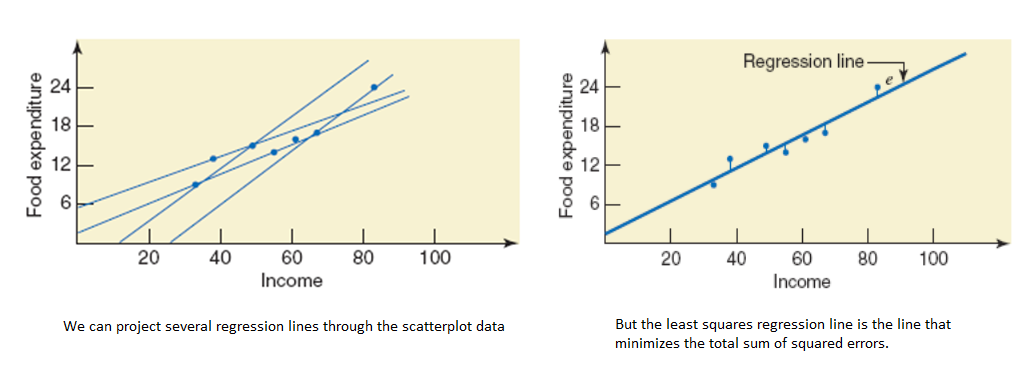 Food expenditure
24
18
12
6
20 40 60 80 100
Income
We can project several regression lines through the scatterplot data
Food expenditure
24
18
12
6
Regression line
e
20 40 60 80 100
Income
But the least squares regression line is the line that
minimizes the total sum of squared errors.